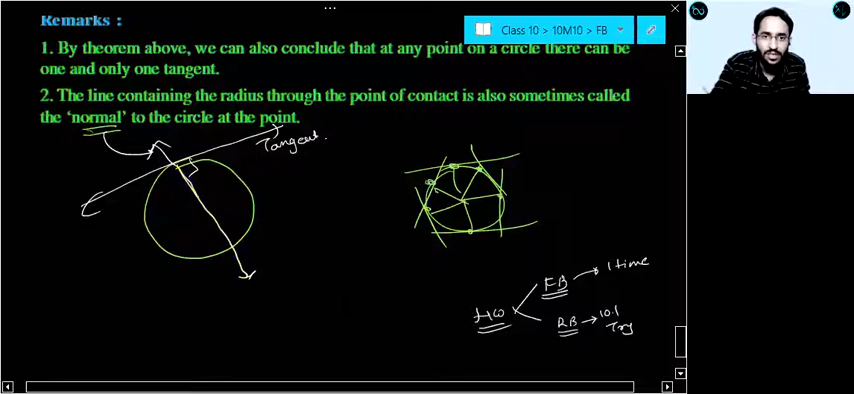 Remarks :
Class 10 > 10M10 > FB
1. By theorem above, we can also conclude that at any point on a circle there can be
one and only one tangent.
2. The line containing the radius through the point of contact is also sometimes called
the ‘normal’ to the circle at the point.
Tangent.
HW
FB → 1 time
RB → 10.1
Try